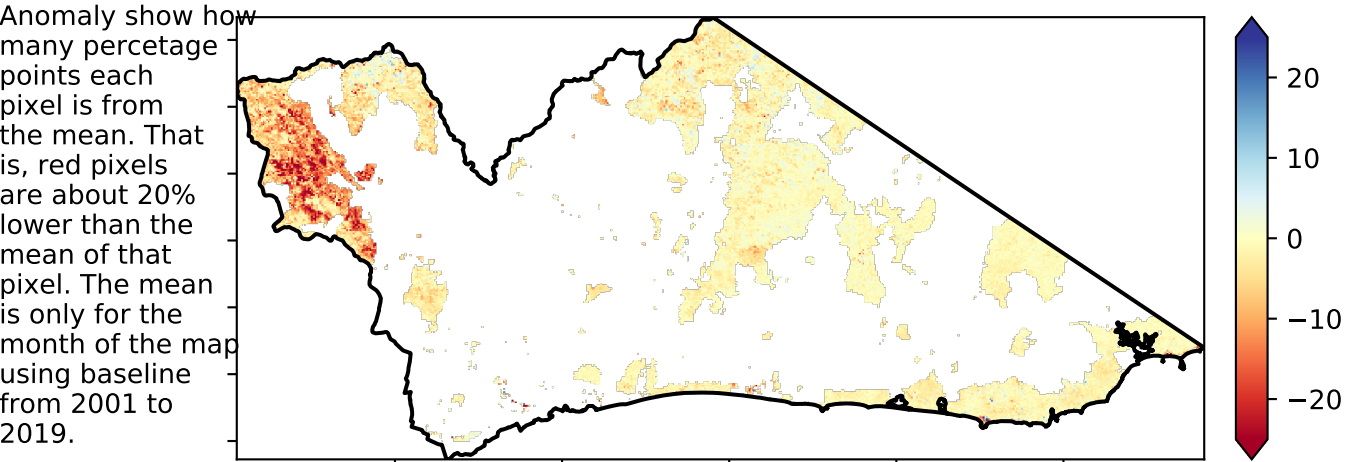 Anomaly show how
many percetage
points each
pixel is from
the mean. That
is, red pixels
are about 20%
lower than the
mean of that
pixel. The mean
is only for the
month of the map
using baseline
from 2001 to
2019.
20
10
0
−10
−20